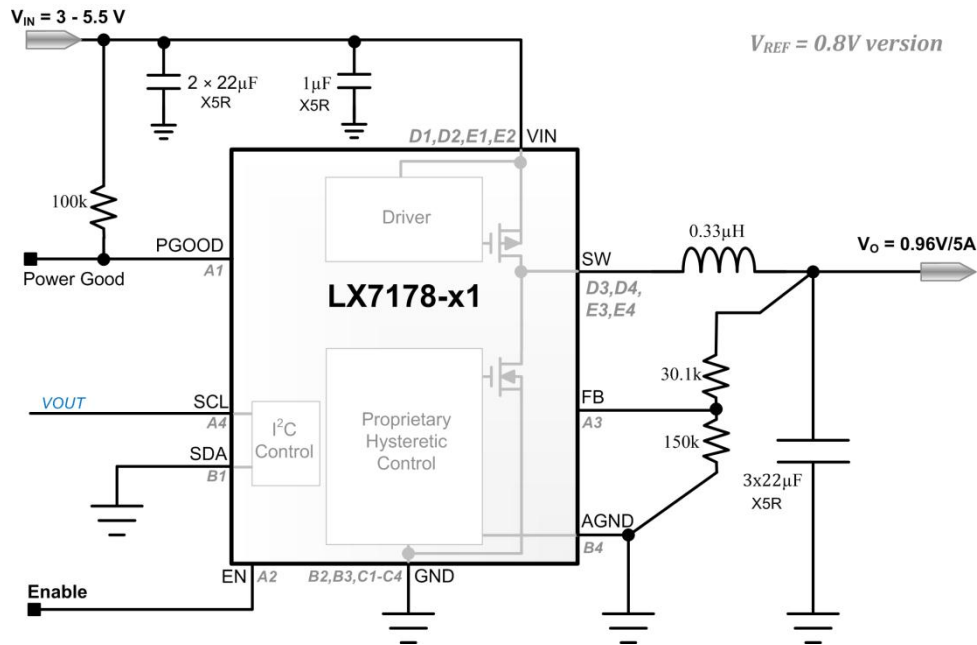 V_IN = 3 - 5.5 V
V_REF = 0.8V version
2 × 22µF
X5R
1µF
X5R
D1,D2,E1,E2 VIN
100k
Driver
0.33µH
PGOOD
A1
Power Good
SW
D3,D4,
E3,E4
V_O = 0.96V/5A
LX7178-x1
30.1k
VOUT
SCL
A4
FB
A3
I²C
Control
Proprietary
Hysteretic
Control
150k
SDA
B1
3x22µF
X5R
AGND
B4
EN A2
B2,B3,C1-C4 GND
Enable